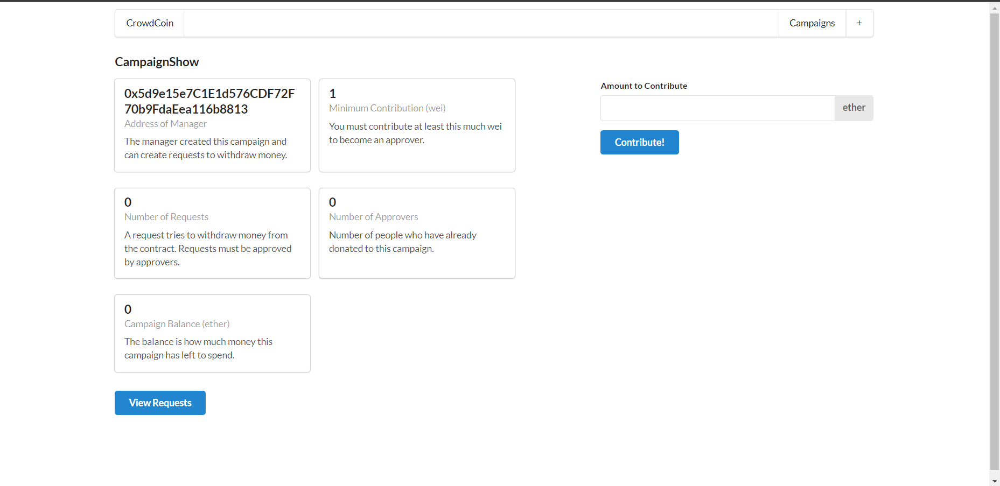 CrowdCoin
Campaigns
+
CampaignShow
0x5d9e15e7C1E1d576CDF72F
70b9FdaEea116b8813
Address of Manager
The manager created this campaign and
can create requests to withdraw money.
1
Minimum Contribution (wei)
You must contribute at least this much wei
to become an approver.
Amount to Contribute
ether
Contribute!
0
Number of Requests
A request tries to withdraw money from
the contract. Requests must be approved
by approvers.
0
Number of Approvers
Number of people who have already
donated to this campaign.
0
Campaign Balance (ether)
The balance is how much money this
campaign has left to spend.
View Requests